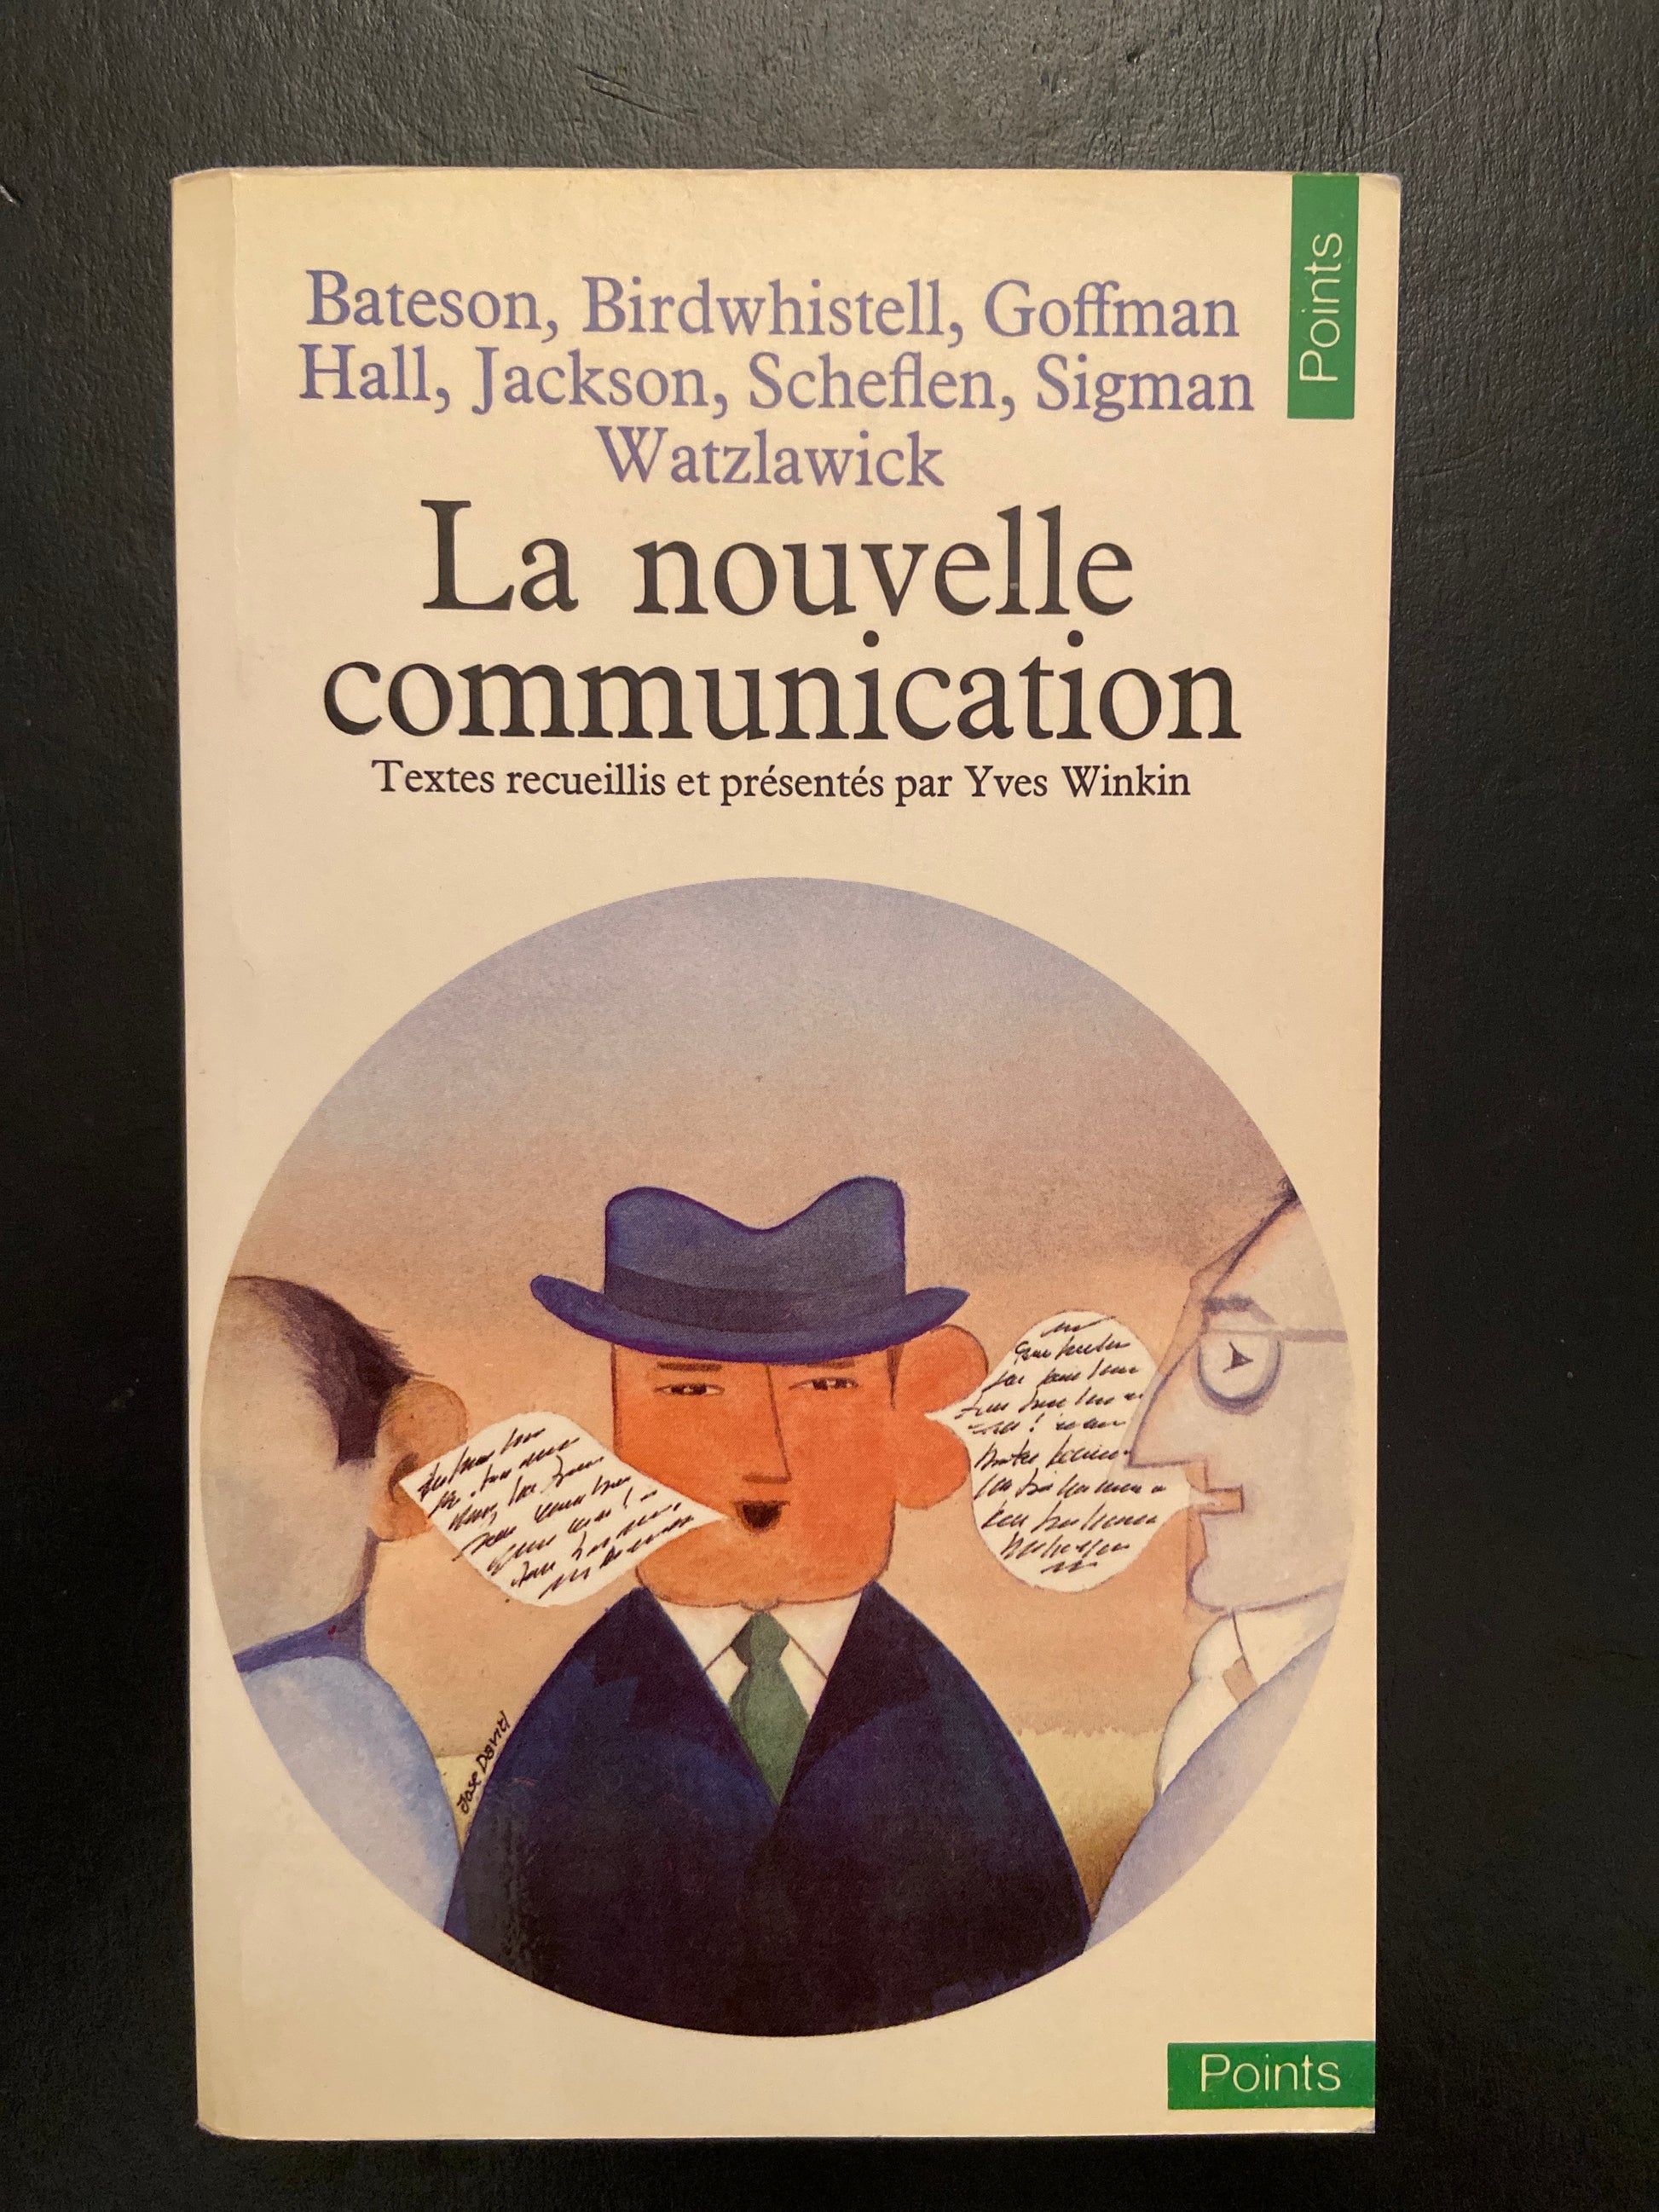 Points
Bateson, Birdwhistell, Goffman
Hall, Jackson, Scheflen, Sigman
Watzlawick
La nouvelle
communication
Textes recueillis et présentés par Yves Winkin
Jose David
Points